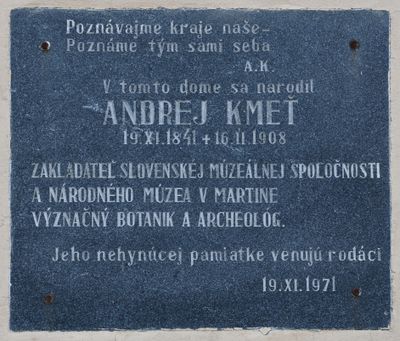 Poznávajme kraje naše-
Poznáme tým sami seba
A.K.
V tomto dome sa narodil
ANDREJ KMEŤ
19.XI.1841 + 16.II.1908
ZAKLADATEĽ SLOVENSKEJ MÚZEÁLNEJ SPOLOČNOSTI
A NÁRODNÉHO MÚZEA V MARTINE
VÝZNAČNÝ BOTANIK A ARCHEOLOG.
Jeho nehynúcej pamiatke venujú rodáci
19.XI.1971